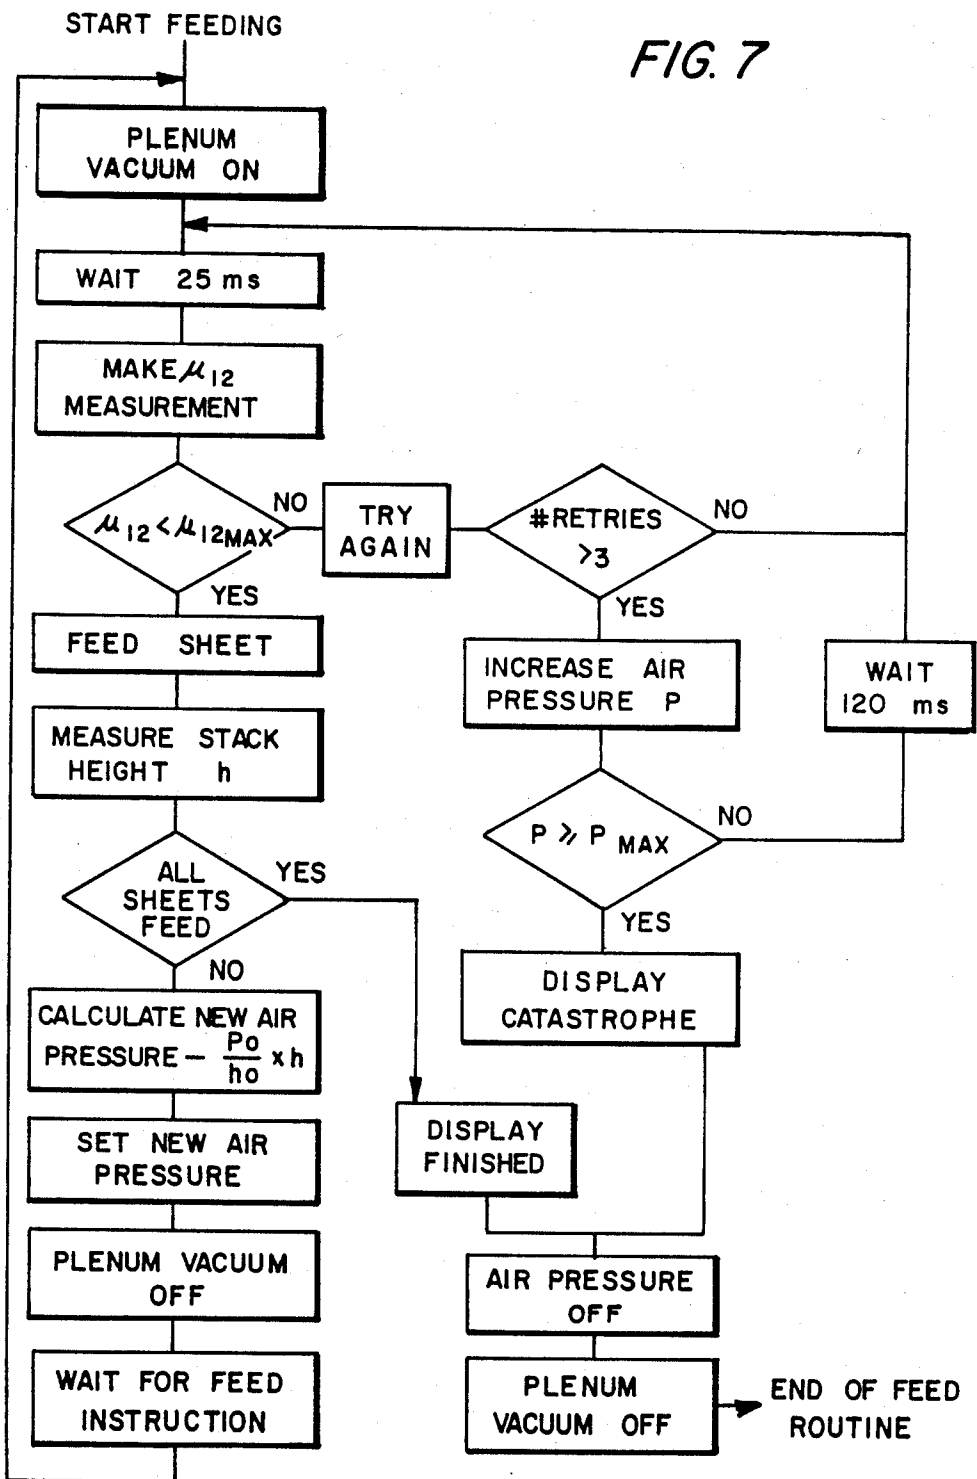 START FEEDING
FIG. 7
PLENUM
VACUUM ON
WAIT 25 ms
MAKE μ12
MEASUREMENT
μ12 < μ12MAX
NO
YES
TRY
AGAIN
#RETRIES
>3
NO
YES
FEED SHEET
INCREASE AIR
PRESSURE P
WAIT
120 ms
MEASURE STACK
HEIGHT h
P ⩾ P MAX
NO
YES
ALL
SHEETS
FEED
YES
NO
DISPLAY
CATASTROPHE
CALCULATE NEW AIR
PRESSURE – Po/ho × h
DISPLAY
FINISHED
SET NEW AIR
PRESSURE
PLENUM VACUUM
OFF
AIR PRESSURE
OFF
WAIT FOR FEED
INSTRUCTION
PLENUM
VACUUM OFF
END OF FEED
ROUTINE